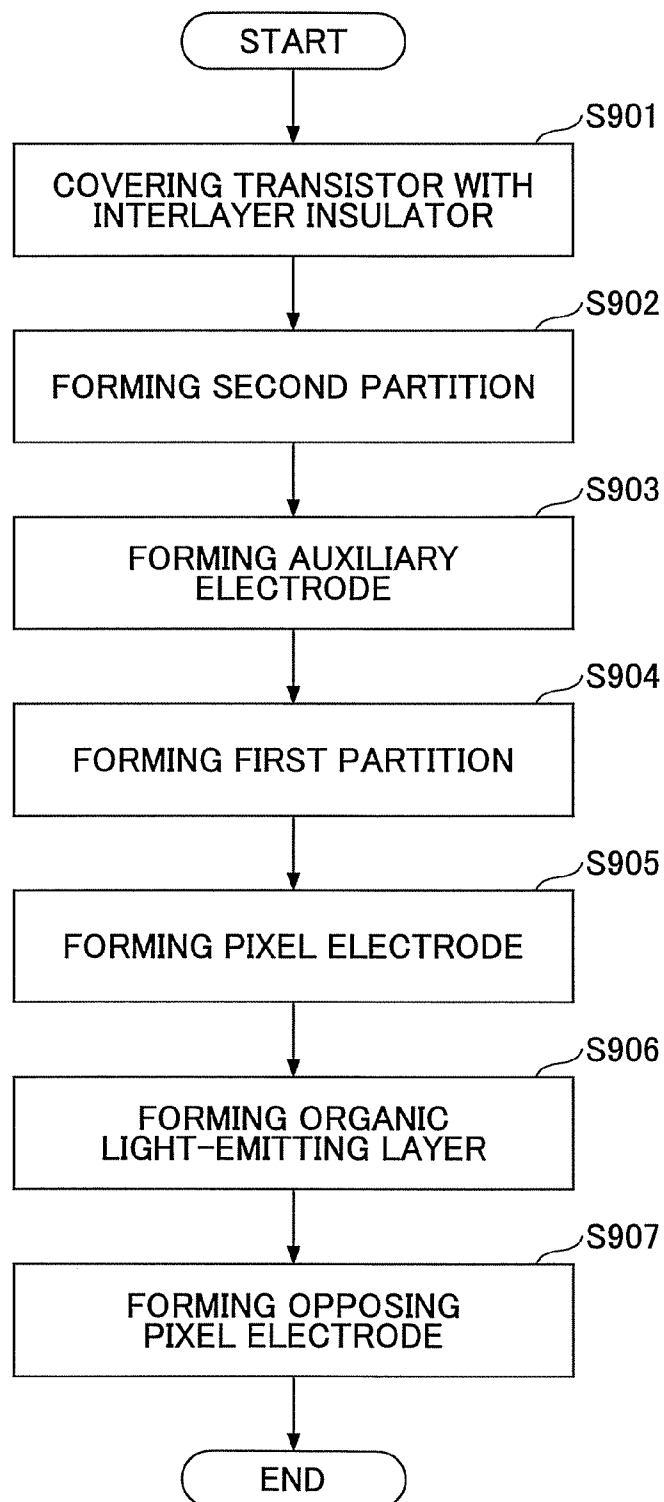 START
S901
COVERING TRANSISTOR WITH
INTERLAYER INSULATOR
S902
FORMING SECOND PARTITION
S903
FORMING AUXILIARY
ELECTRODE
S904
FORMING FIRST PARTITION
S905
FORMING PIXEL ELECTRODE
S906
FORMING ORGANIC
LIGHT-EMITTING LAYER
S907
FORMING OPPOSING
PIXEL ELECTRODE
END